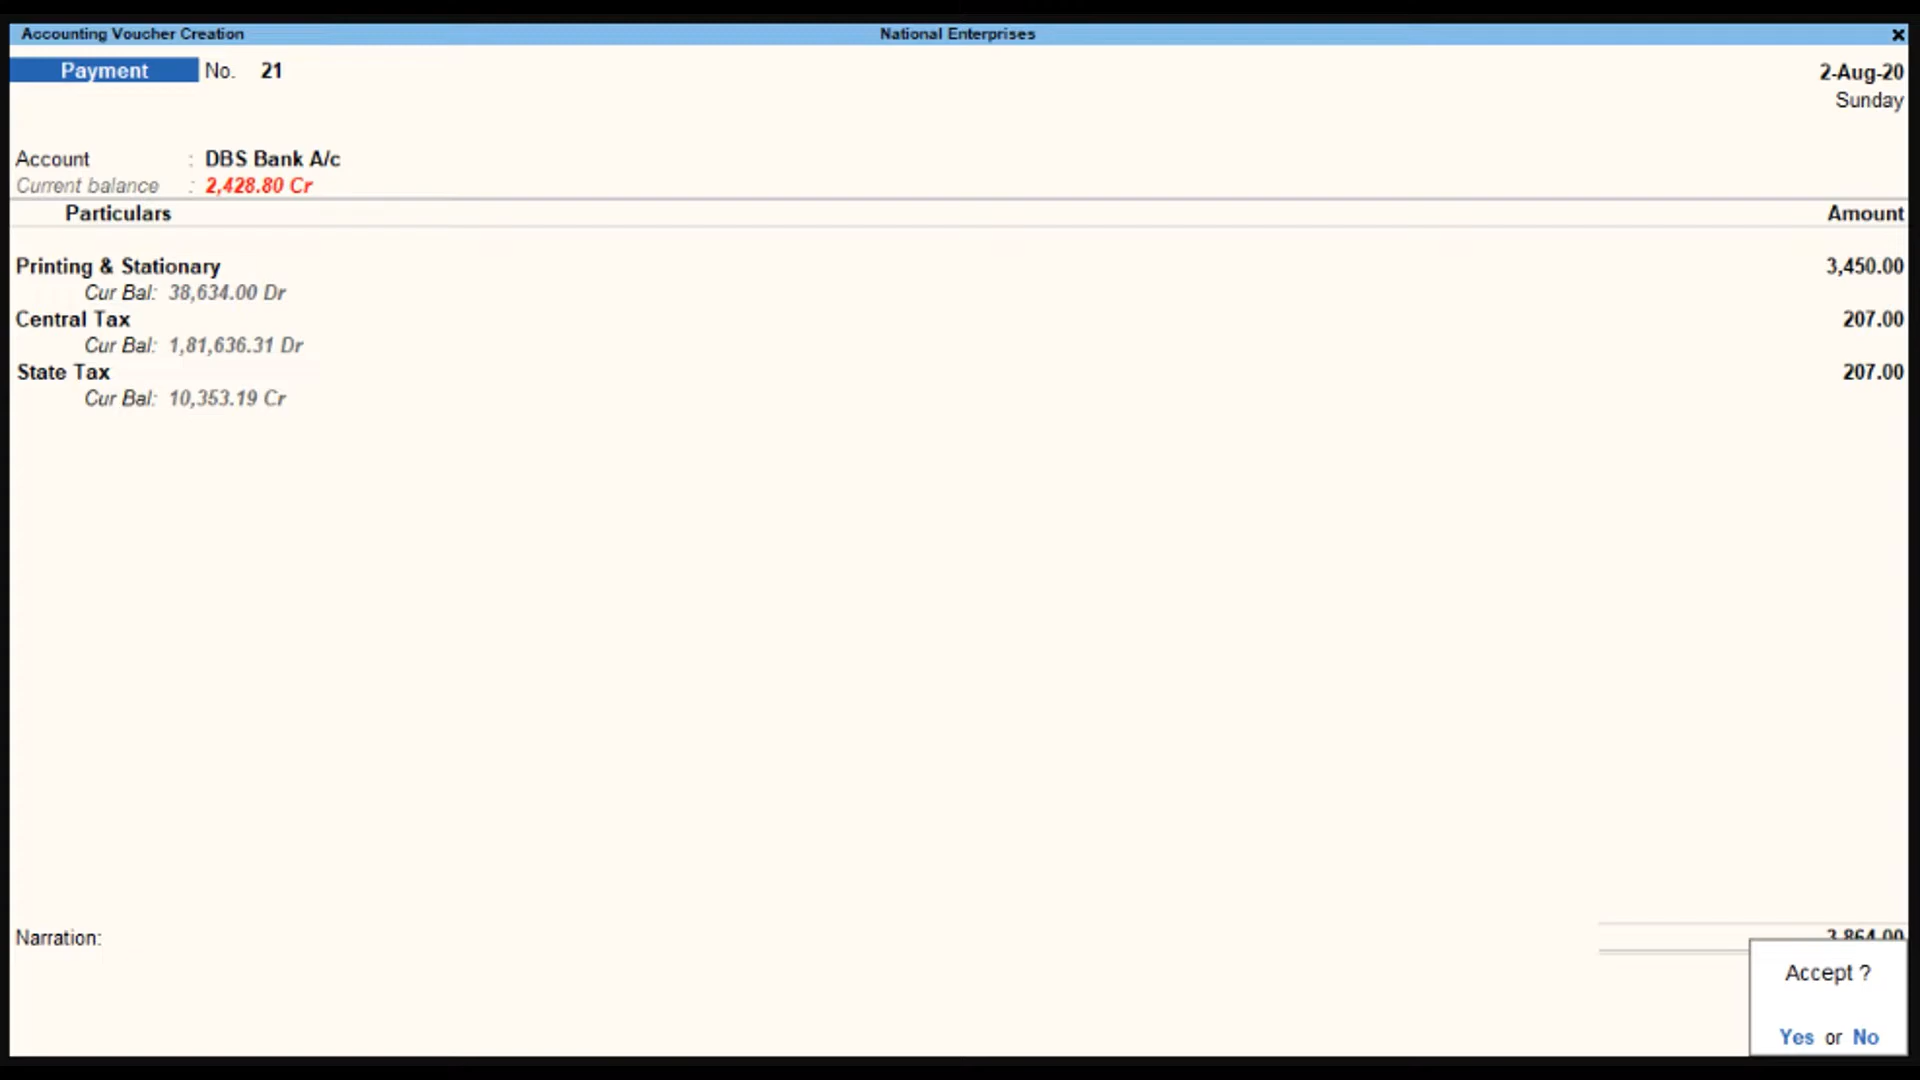 Accounting Voucher Creation National Enterprises ×
Payment No. 21 2-Aug-20
Sunday
Account : DBS Bank A/c
Current balance : 2,428.80 Cr
Particulars Amount
Printing & Stationary 3,450.00
Cur Bal: 38,634.00 Dr
Central Tax 207.00
Cur Bal: 1,81,636.31 Dr
State Tax 207.00
Cur Bal: 10,353.19 Cr
Narration: 3,864.00
Accept ?
Yes or No